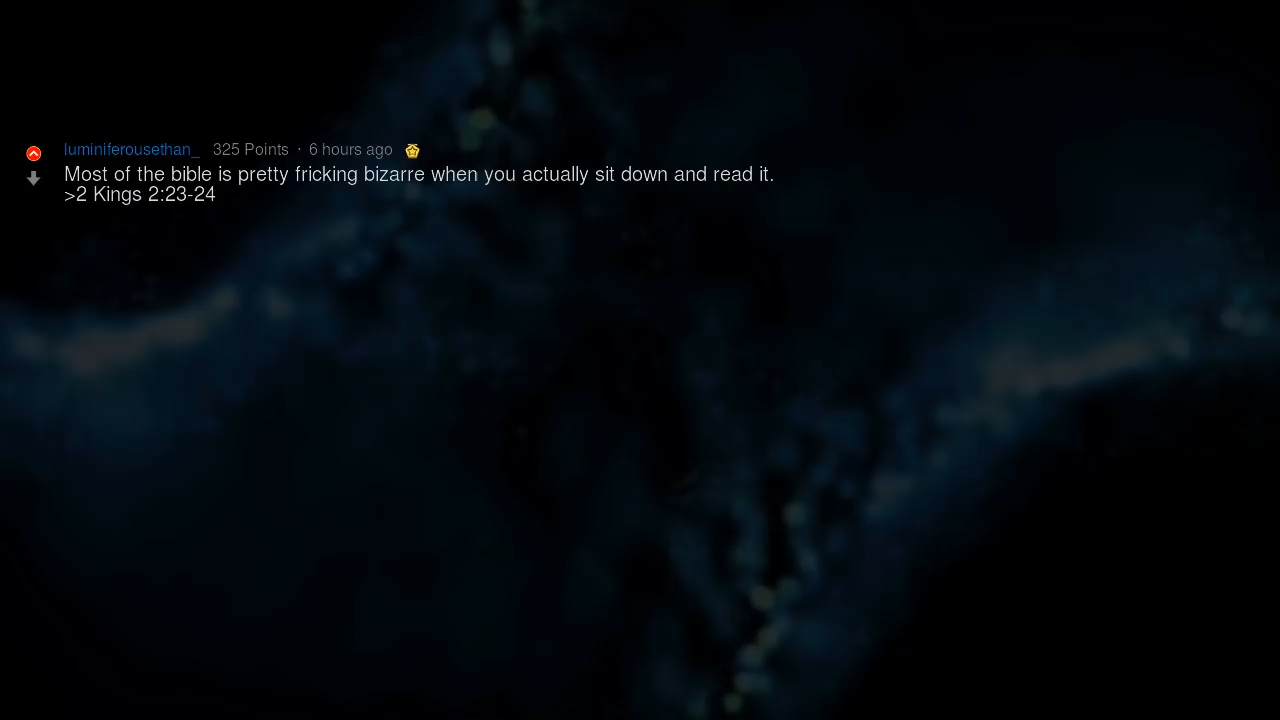 luminiferousethan_ 325 Points · 6 hours ago
Most of the bible is pretty fricking bizarre when you actually sit down and read it.
>2 Kings 2:23-24